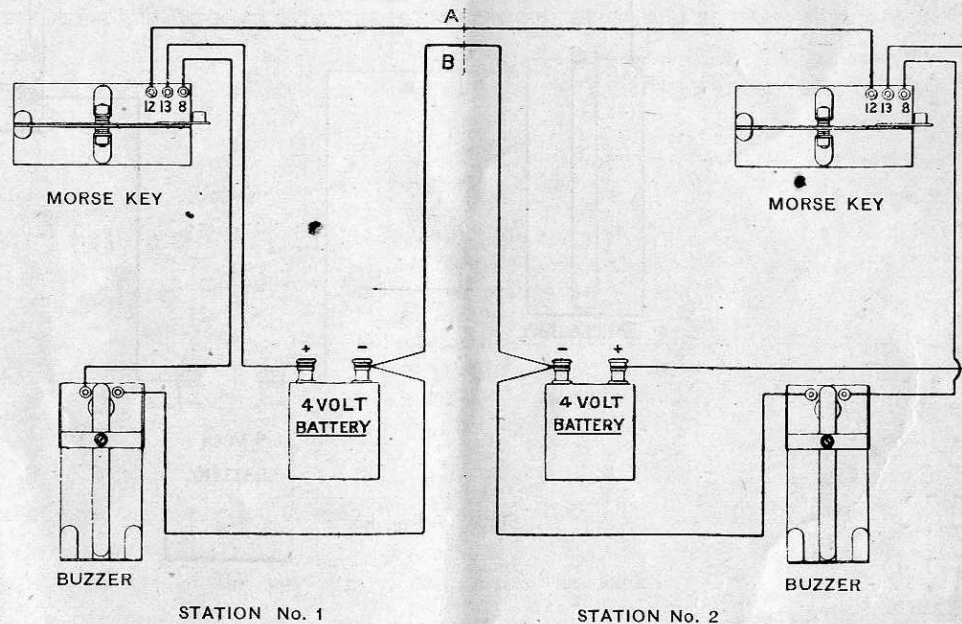 A
B
12 13 8
12 13 8
MORSE KEY
MORSE KEY
+ -
- +
4 VOLT
BATTERY
4 VOLT
BATTERY
BUZZER
BUZZER
STATION No. 1
STATION No. 2